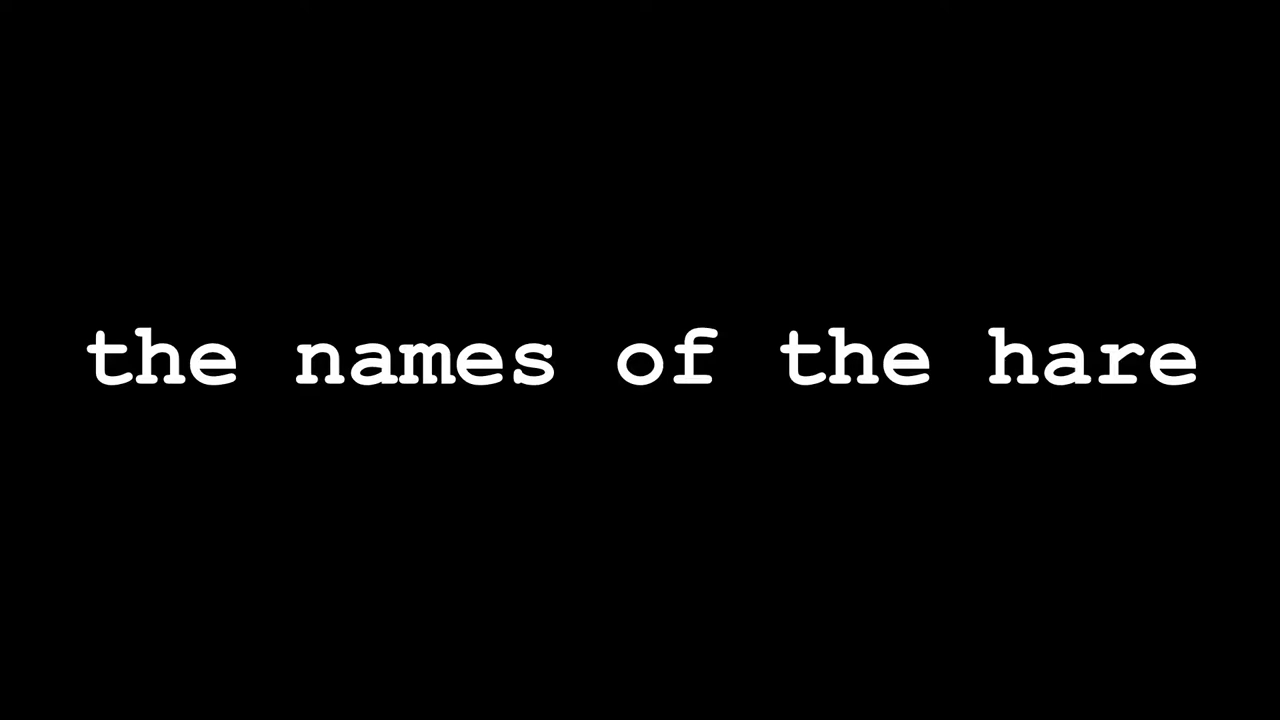 the names of the hare